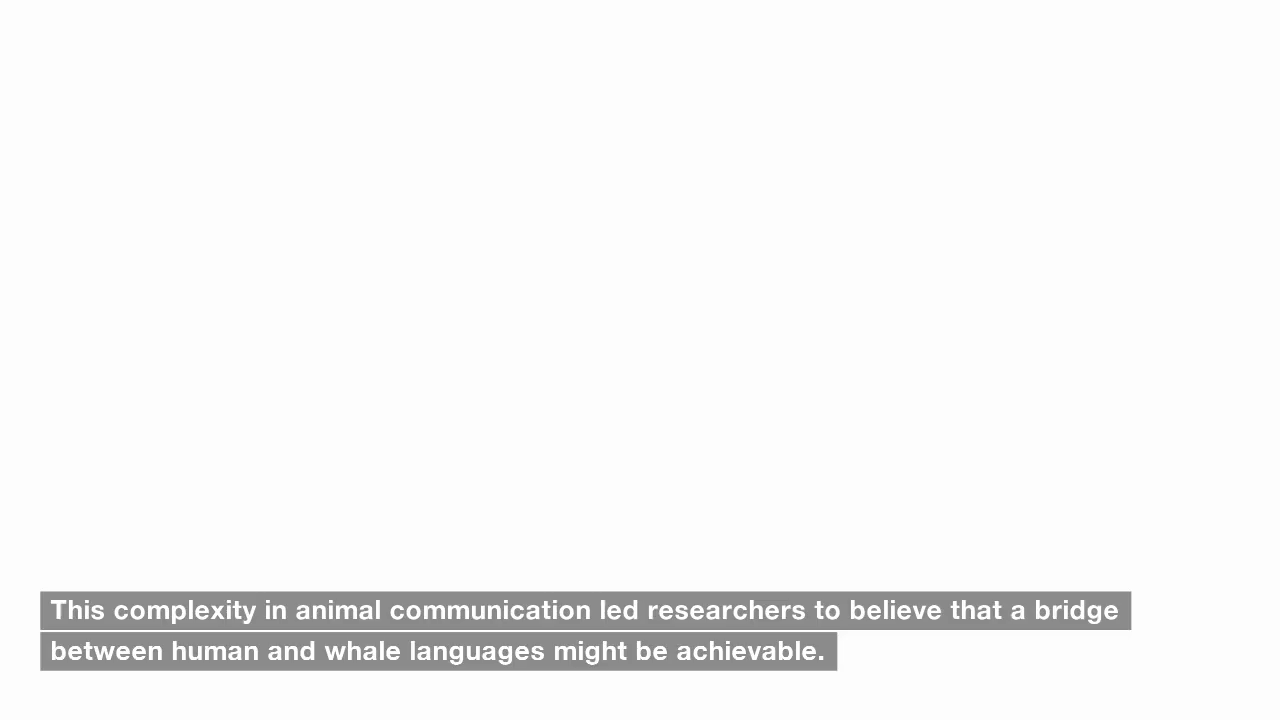 This complexity in animal communication led researchers to believe that a bridge
between human and whale languages might be achievable.